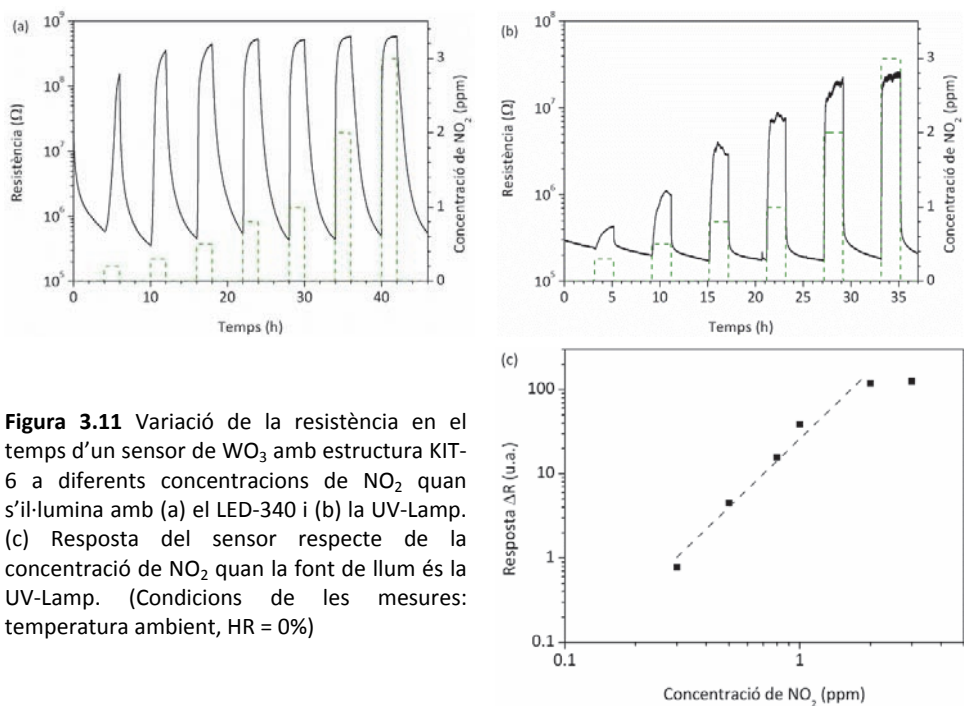 (a)
10⁹
10⁸
10⁷
10⁶
10⁵
Resistència (Ω)
3
2
1
0
Concentració de NO₂ (ppm)
0 10 20 30 40
Temps (h)
(b)
10⁸
10⁷
10⁶
10⁵
Resistència (Ω)
3
2
1
0
Concentració de NO₂ (ppm)
0 5 10 15 20 25 30 35
Temps (h)
Figura 3.11 Variació de la resistència en el
temps d’un sensor de WO₃ amb estructura KIT-
6 a diferents concentracions de NO₂ quan
s’il·lumina amb (a) el LED-340 i (b) la UV-Lamp.
(c) Resposta del sensor respecte de la
concentració de NO₂ quan la font de llum és la
UV-Lamp. (Condicions de les mesures:
temperatura ambient, HR = 0%)
(c)
100
10
1
0.1
Resposta ΔR (u.a.)
0.1 1
Concentració de NO₂ (ppm)